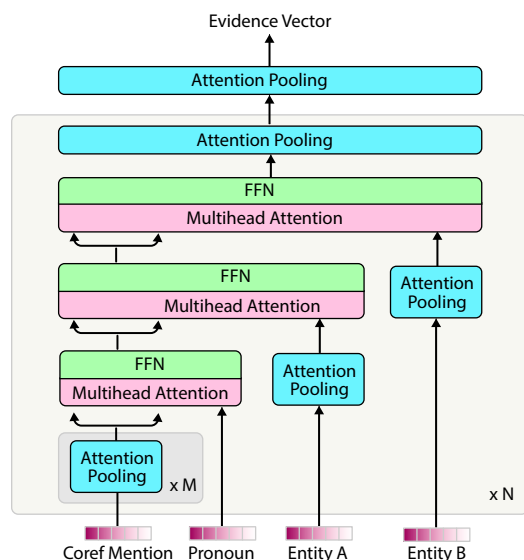 Evidence Vector
Attention Pooling
Attention Pooling
FFN
Multihead Attention
FFN
Multihead Attention
Attention
Pooling
FFN
Multihead Attention
Attention
Pooling
Attention
Pooling
x M
x N
Coref Mention
Pronoun
Entity A
Entity B